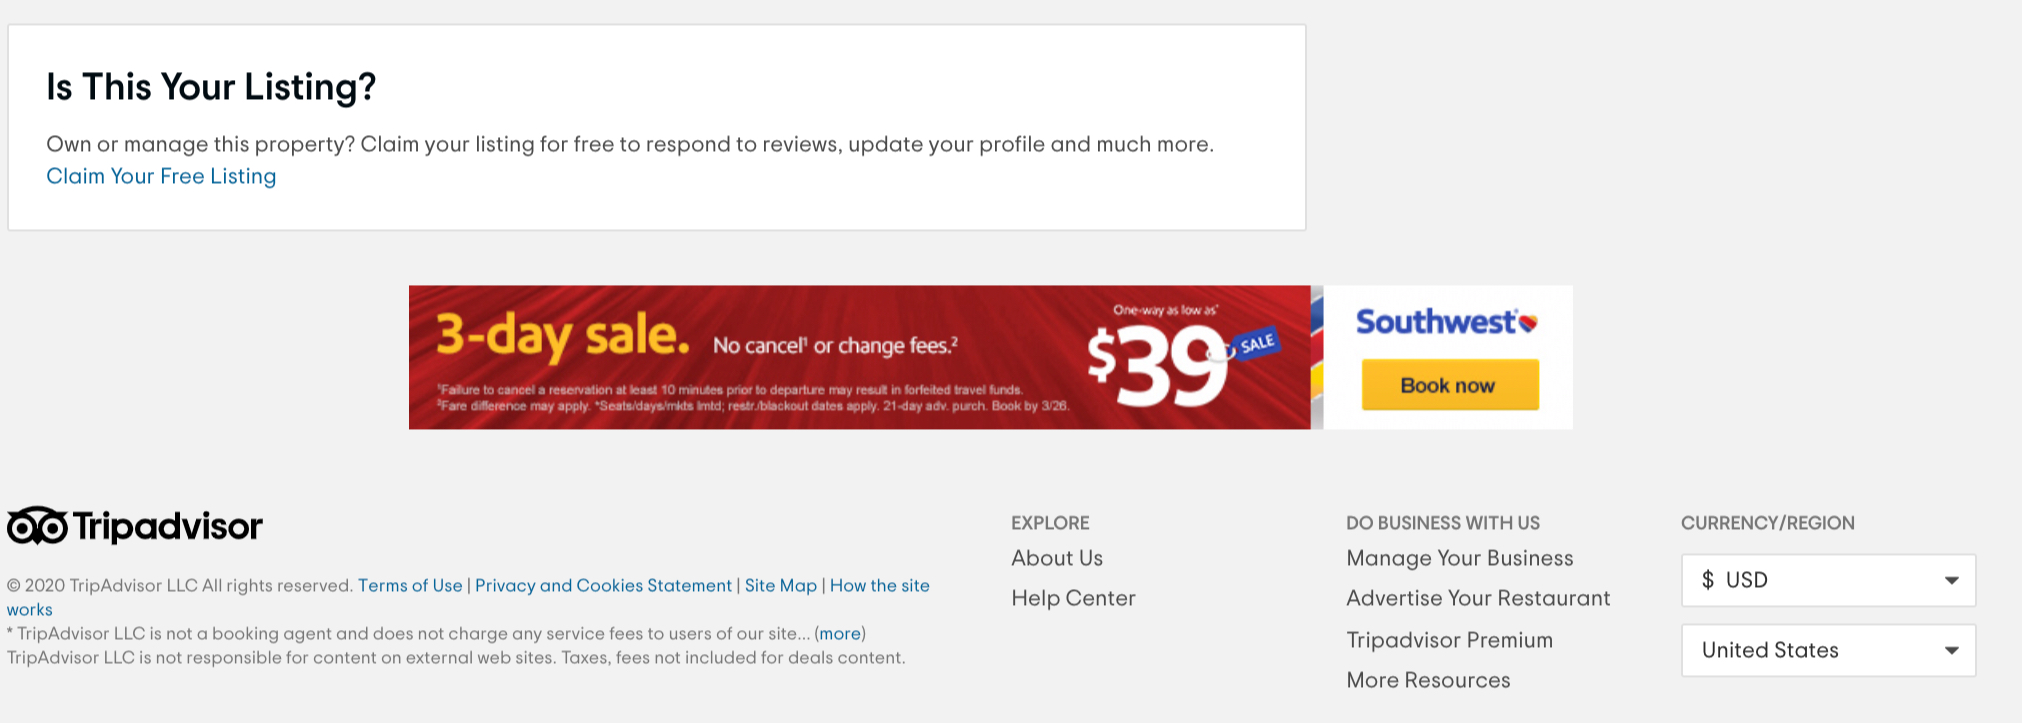 Is This Your Listing?
Own or manage this property? Claim your listing for free to respond to reviews, update your profile and much more.
Claim Your Free Listing
3-day sale. No cancel¹ or change fees.²
¹Failure to cancel a reservation at least 10 minutes prior to departure may result in forfeited travel funds.
²Fare difference may apply. *Seats/days/mkts lmtd; restr./blackout dates apply. 21-day adv. purch. Book by 3/26.
One-way as low as*
$39
SALE
Southwest
Book now
Tripadvisor
© 2020 TripAdvisor LLC All rights reserved. Terms of Use | Privacy and Cookies Statement | Site Map | How the site
works
* TripAdvisor LLC is not a booking agent and does not charge any service fees to users of our site... (more)
TripAdvisor LLC is not responsible for content on external web sites. Taxes, fees not included for deals content.
EXPLORE
About Us
Help Center
DO BUSINESS WITH US
Manage Your Business
Advertise Your Restaurant
Tripadvisor Premium
More Resources
CURRENCY/REGION
$ USD
United States